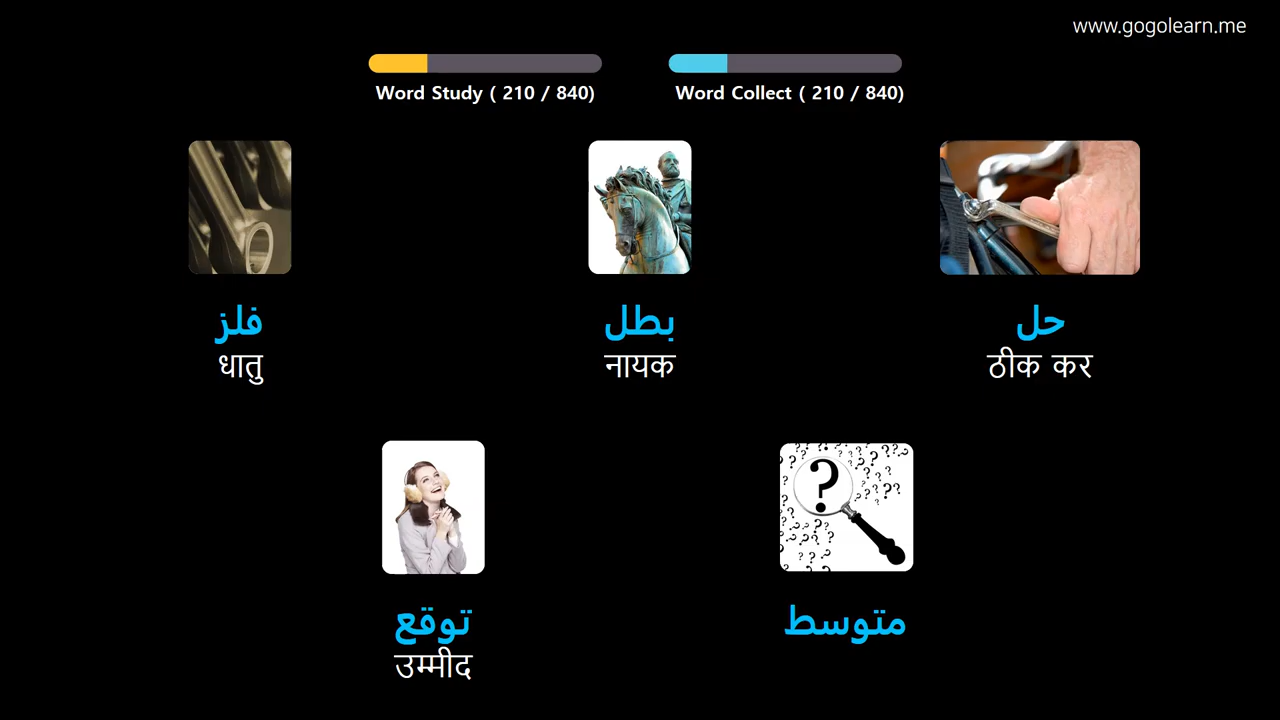 www.gogolearn.me
Word Study ( 210 / 840)
Word Collect ( 210 / 840)
فلز
धातु
بطل
नायक
حل
ठीक कर
توقع
उम्मीद
متوسط